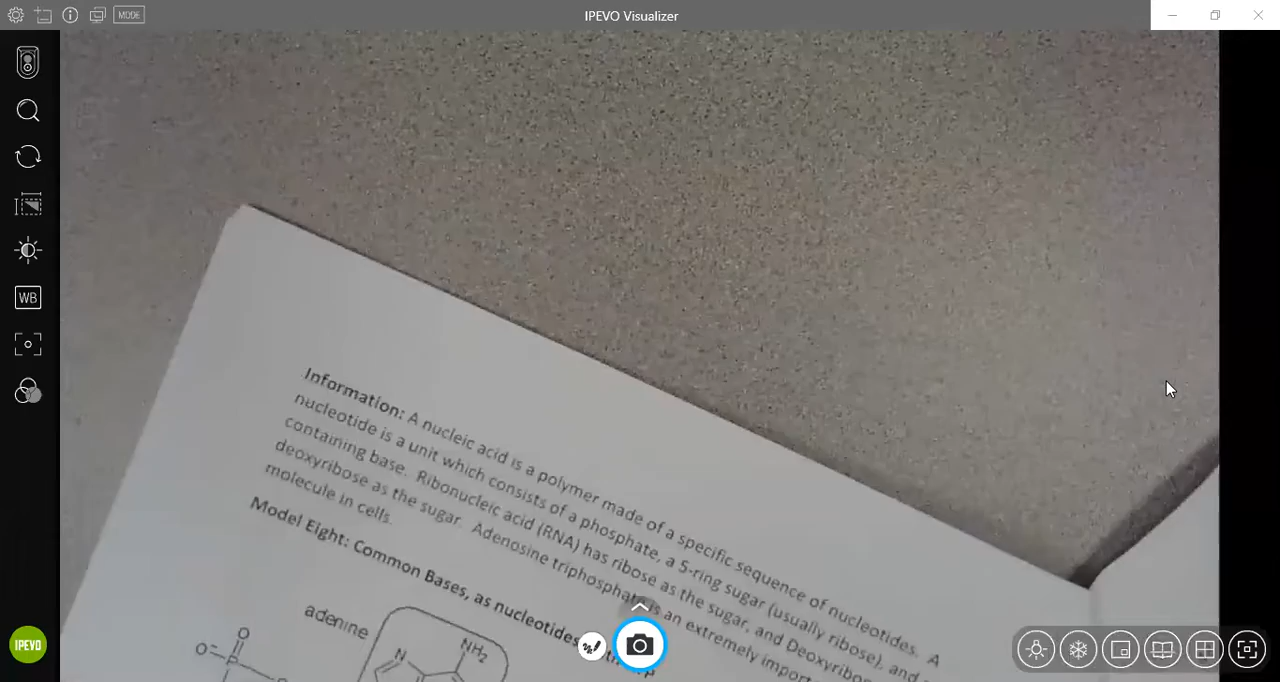 MODE
IPEVO Visualizer
WB
Information: A nucleic acid is a polymer made of a specific sequence of nucleotides. A
nucleotide is a unit which consists of a phosphate, a 5-ring sugar (usually ribose), and
containing base. Ribonucleic acid (RNA) has ribose as the sugar, and Deoxyribo
deoxyribose as the sugar. Adenosine triphosphate is an extremely import
molecule in cells.
Model Eight: Common Bases, as nucleotides
adenine
O
O-
P
N
NH2
IPEVO